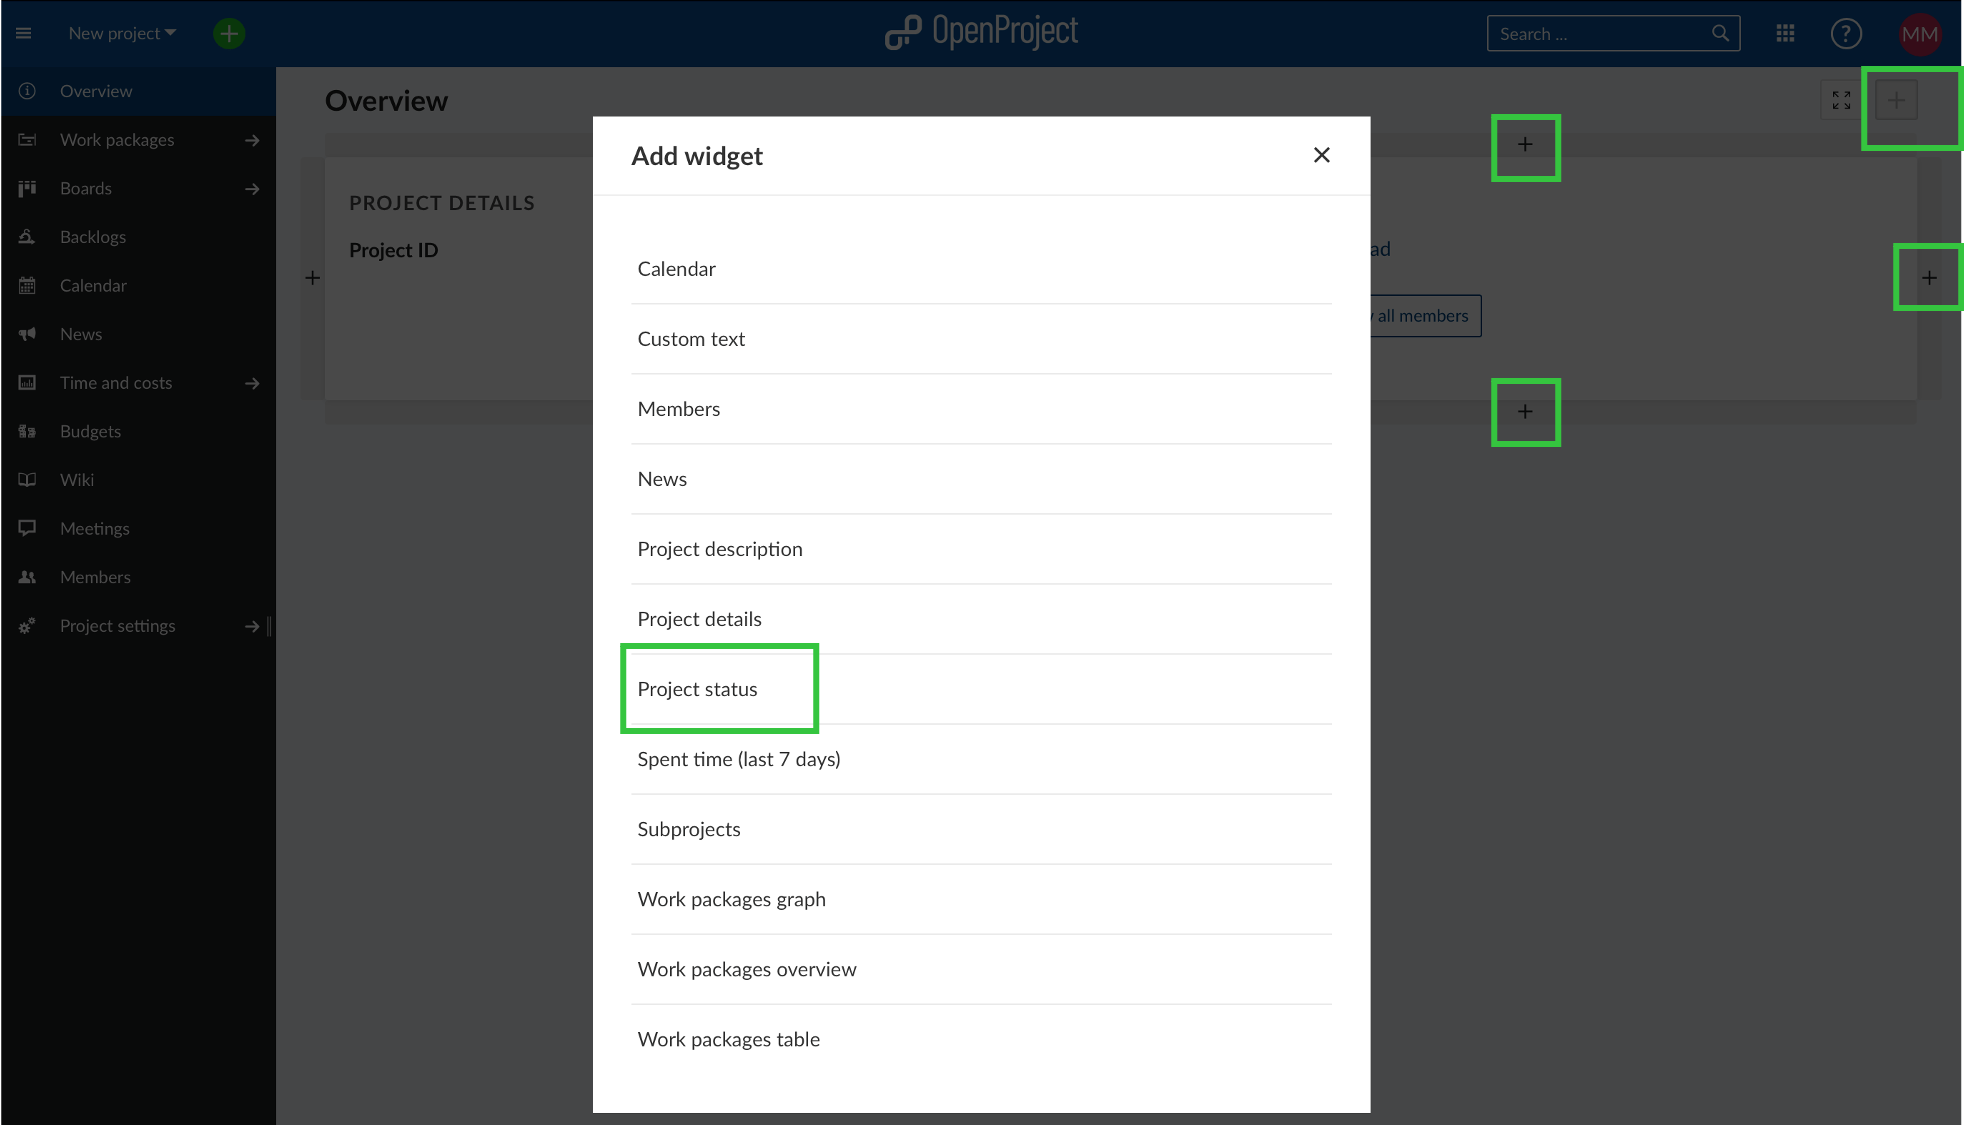 New project
OpenProject
Search ...
MM
Overview
Work packages
Boards
Backlogs
Calendar
News
Time and costs
Budgets
Wiki
Meetings
Members
Project settings
Overview
PROJECT DETAILS
Project ID
ad
all members
Add widget
Calendar
Custom text
Members
News
Project description
Project details
Project status
Spent time (last 7 days)
Subprojects
Work packages graph
Work packages overview
Work packages table